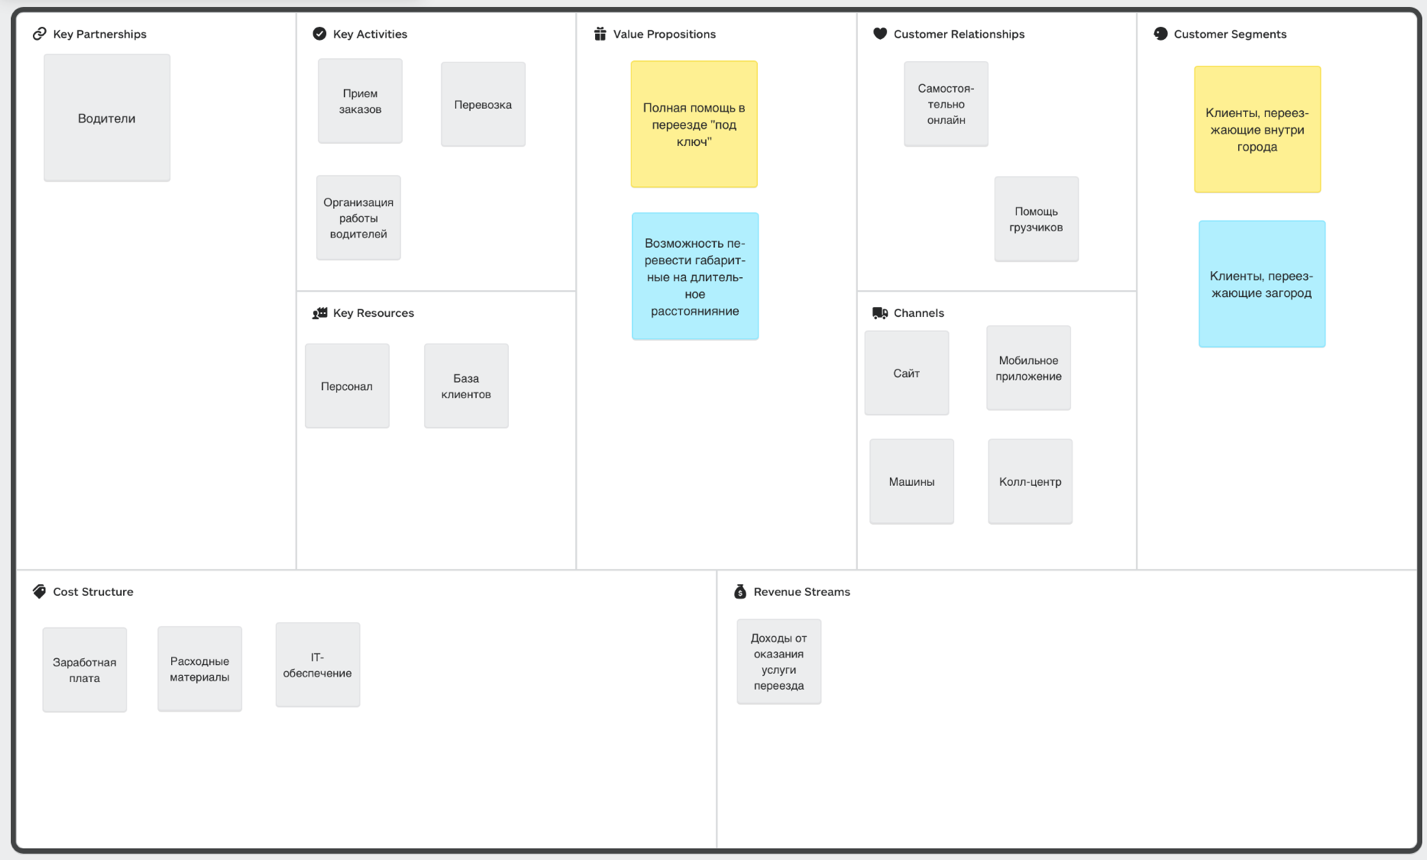 Key Partnerships
Водители
Key Activities
Прием
заказов
Перевозка
Организация
работы
водителей
Key Resources
Персонал
База
клиентов
Value Propositions
Полная помощь в
переезде "под
ключ"
Возможность пе-
ревести габарит-
ные на длитель-
ное
расстоянияние
Customer Relationships
Самостоя-
тельно
онлайн
Помощь
грузчиков
Channels
Сайт
Мобильное
приложение
Машины
Колл-центр
Customer Segments
Клиенты, переез-
жающие внутри
города
Клиенты, переез-
жающие загород
Cost Structure
Заработная
плата
Расходные
материалы
IT-
обеспечение
Revenue Streams
Доходы от
оказания
услуги
переезда